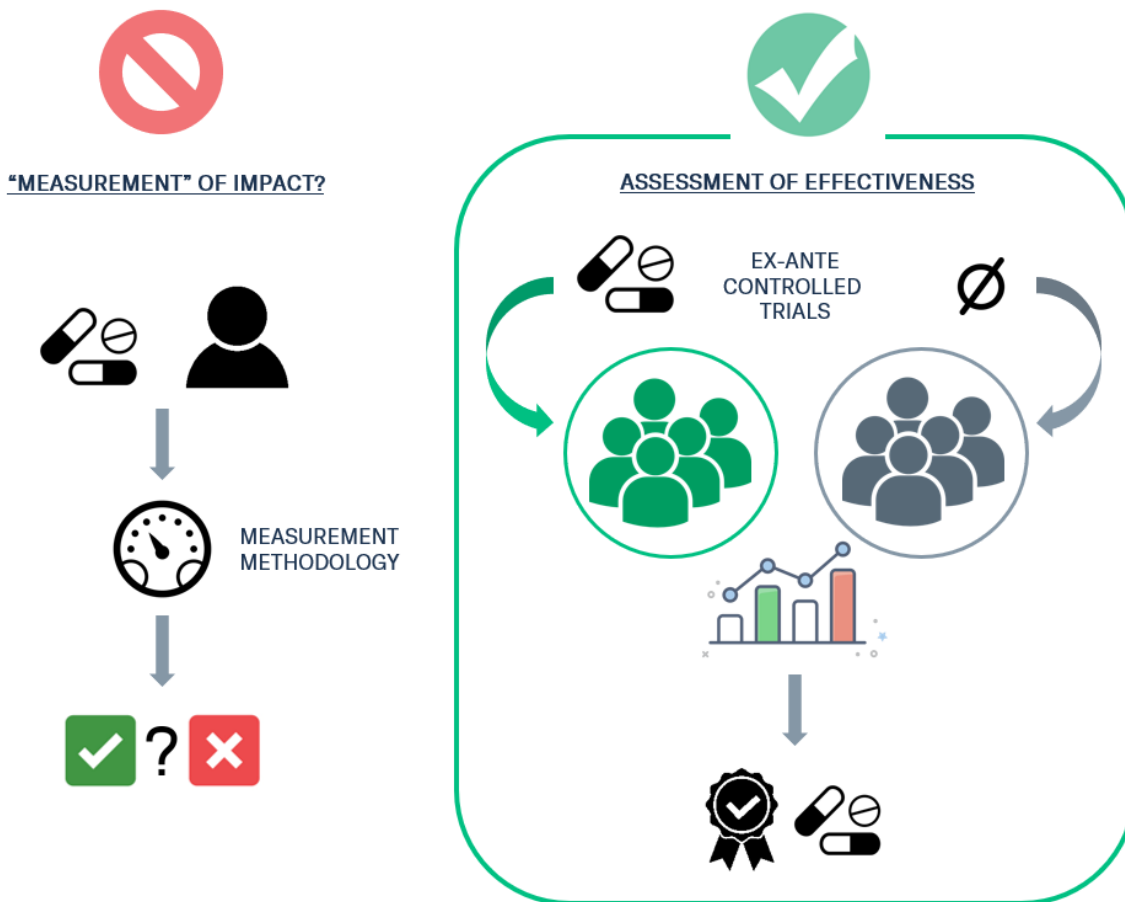 "MEASUREMENT" OF IMPACT?
MEASUREMENT
METHODOLOGY
?
ASSESSMENT OF EFFECTIVENESS
EX-ANTE
CONTROLLED
TRIALS